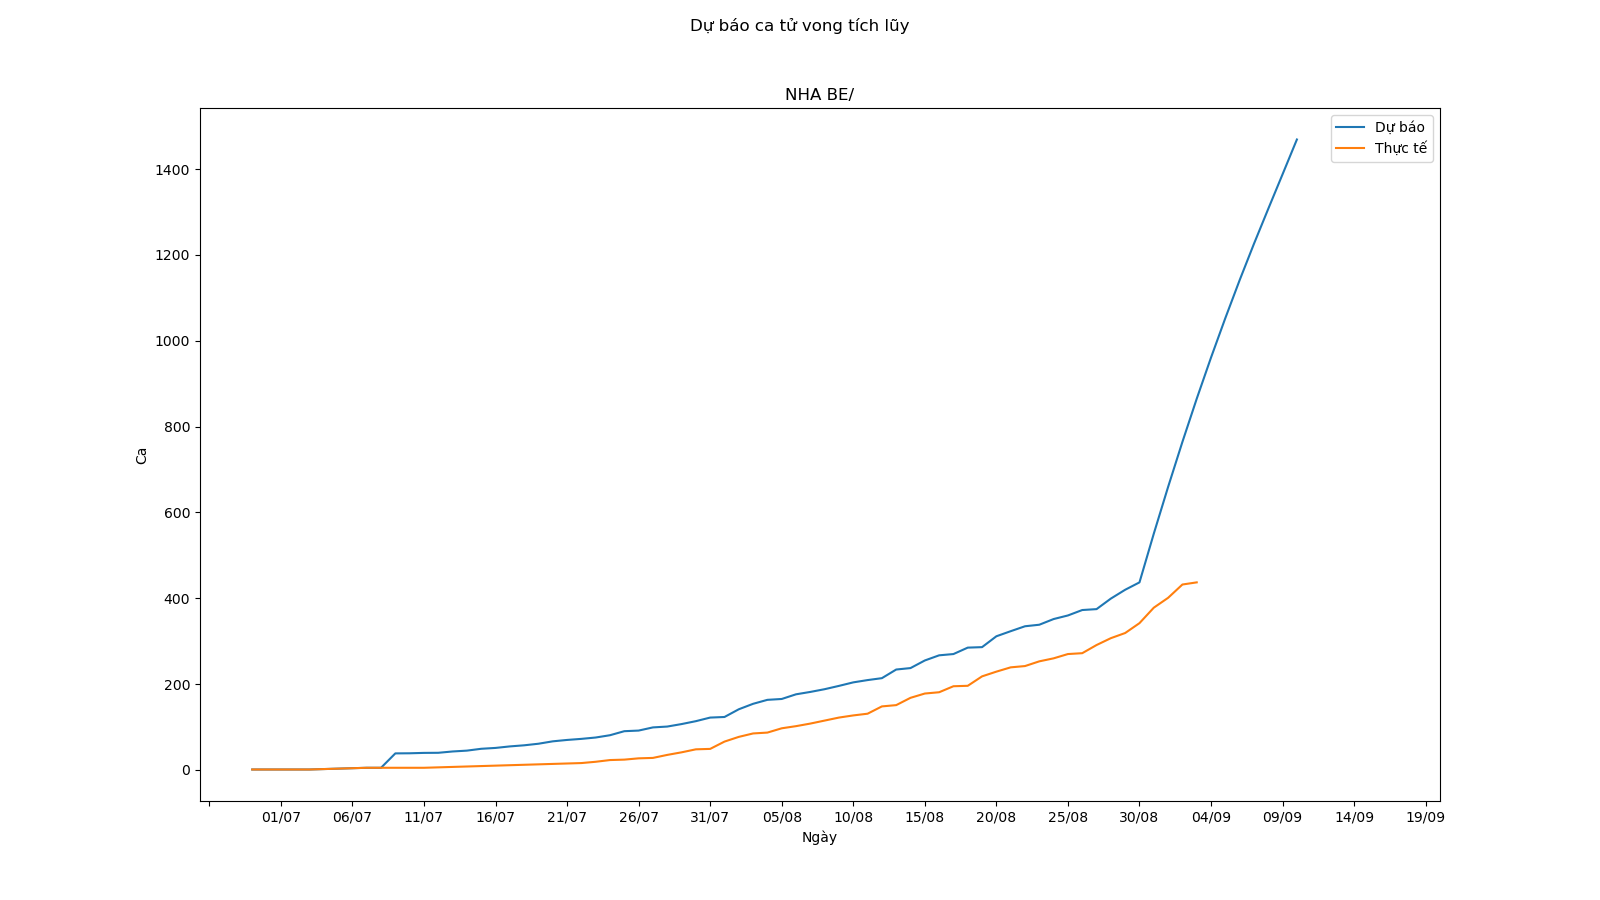 Dự báo ca tử vong tích lũy
NHA BE/
Dự báo
Thực tế
1400
1200
1000
800
600
400
200
0
Ca
01/07 06/07 11/07 16/07 21/07 26/07 31/07 05/08 10/08 15/08 20/08 25/08 30/08 04/09 09/09 14/09 19/09
Ngày